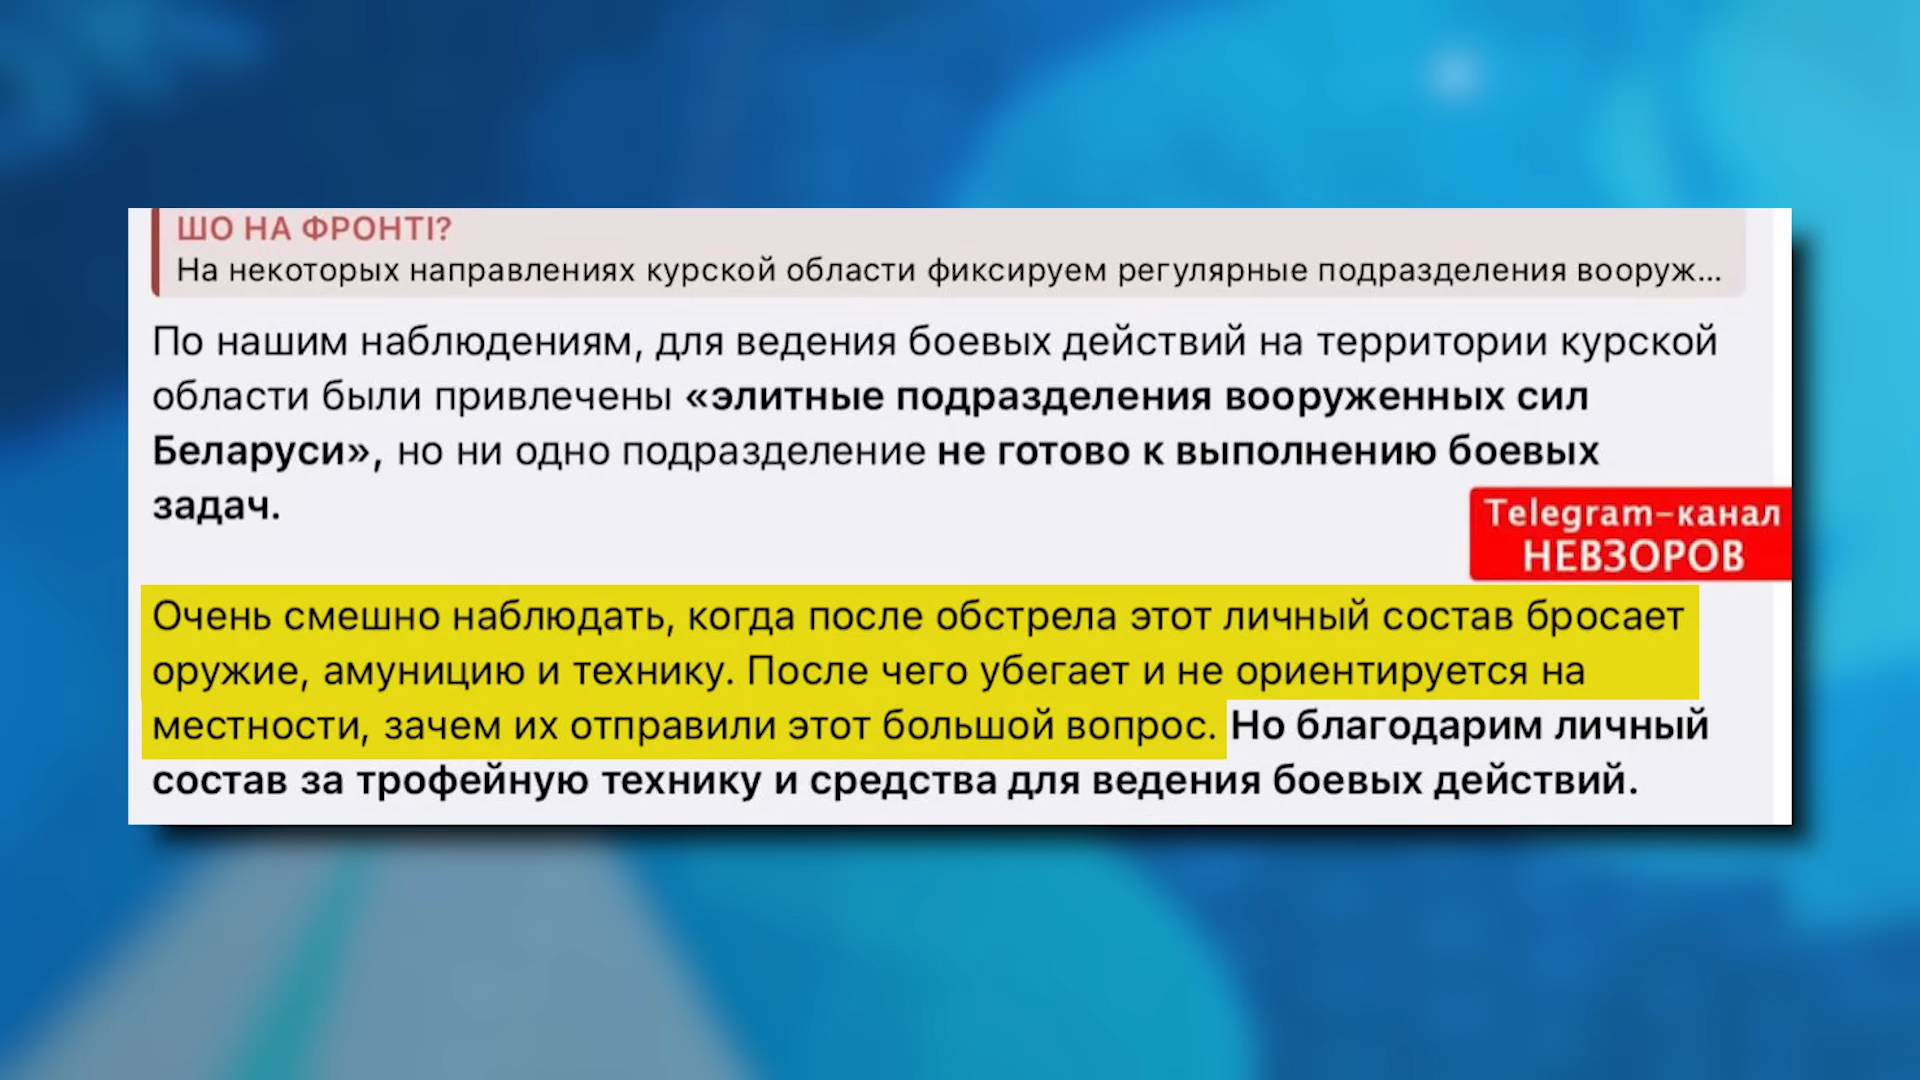 ШО НА ФРОНТІ?
На некоторых направлениях курской области фиксируем регулярные подразделения вооруж...
По нашим наблюдениям, для ведения боевых действий на территории курской
области были привлечены «элитные подразделения вооруженных сил
Беларуси», но ни одно подразделение не готово к выполнению боевых
задач.
Telegram-канал
НЕВЗОРОВ
Очень смешно наблюдать, когда после обстрела этот личный состав бросает
оружие, амуницию и технику. После чего убегает и не ориентируется на
местности, зачем их отправили этот большой вопрос. Но благодарим личный
состав за трофейную технику и средства для ведения боевых действий.